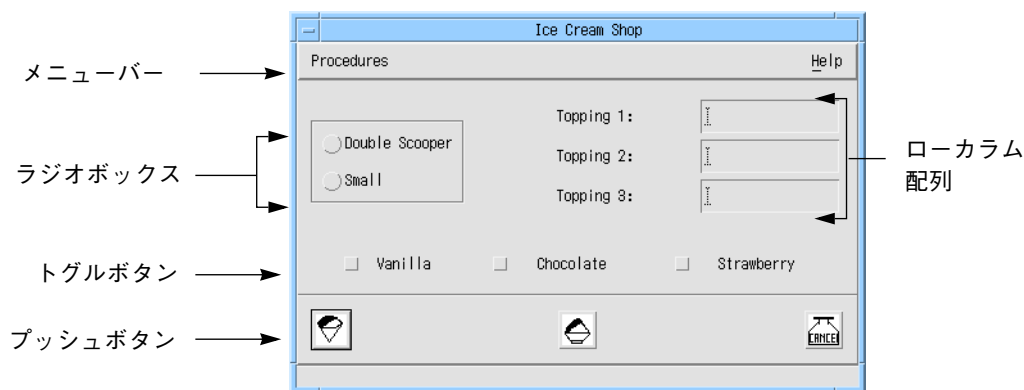 Ice Cream Shop
メニューバー
Procedures
Help
ラジオボックス
Double Scooper
Small
Topping 1:
Topping 2:
Topping 3:
ローカラム
配列
トグルボタン
Vanilla
Chocolate
Strawberry
プッシュボタン
CANCEL